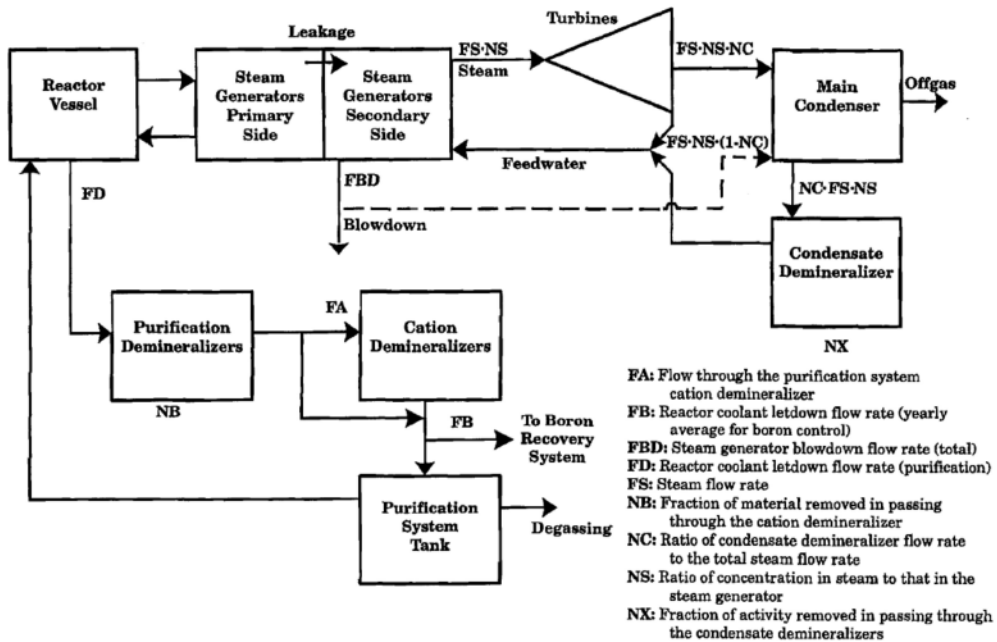 Turbines
Leakage
Reactor
Vessel
Steam
Generators
Primary
Side
Steam
Generators
Secondary
Side
FS·NS
Steam
FS·NS·NC
Main
Condenser
Offgas
FS·NS·(1-NC)
Feedwater
FD
FBD
Blowdown
NC·FS·NS
Condensate
Demineralizer
NX
Purification
Demineralizers
NB
FA
Cation
Demineralizers
FB
To Boron
Recovery
System
Purification
System
Tank
Degassing
FA: Flow through the purification system
cation demineralizer
FB: Reactor coolant letdown flow rate (yearly
average for boron control)
FBD: Steam generator blowdown flow rate (total)
FD: Reactor coolant letdown flow rate (purification)
FS: Steam flow rate
NB: Fraction of material removed in passing
through the cation demineralizer
NC: Ratio of condensate demineralizer flow rate
to the total steam flow rate
NS: Ratio of concentration in steam to that in the
steam generator
NX: Fraction of activity removed in passing through
the condensate demineralizers